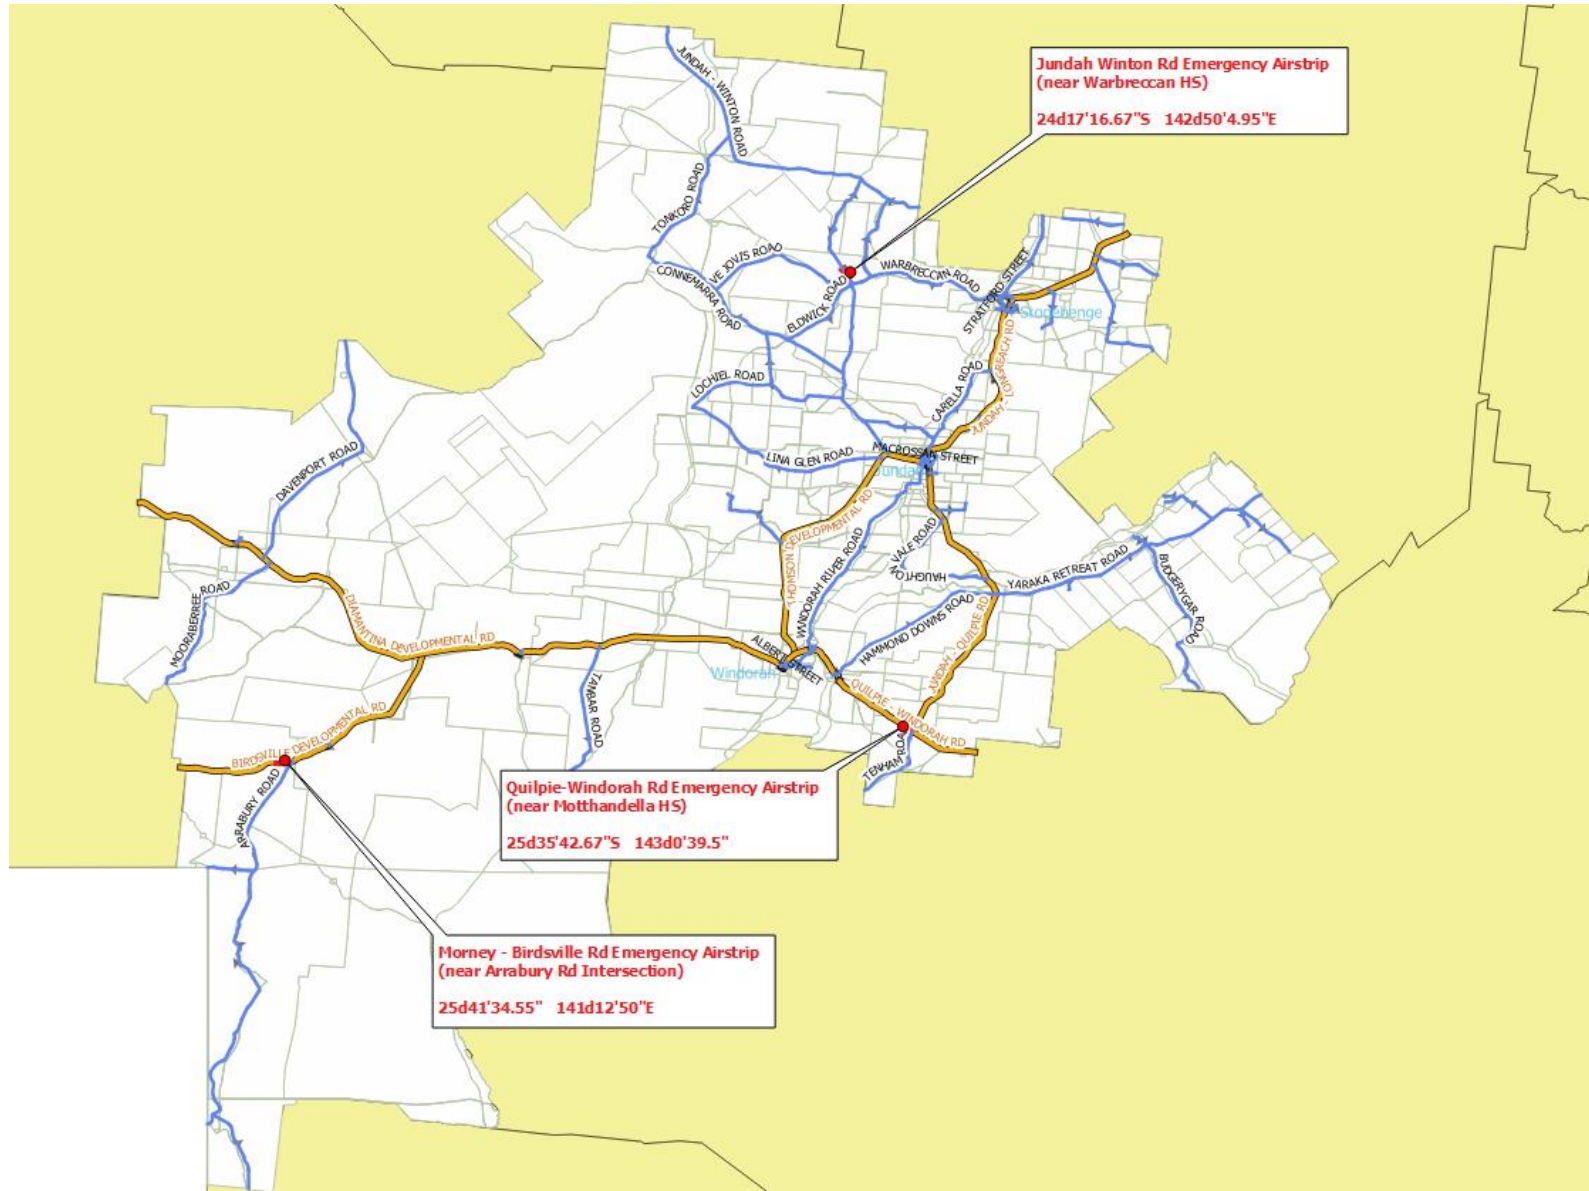 JUNDAH - WINTON ROAD
Jundah Winton Rd Emergency Airstrip
(near Warbreccan HS)
24d17'16.67"S 142d50'4.95"E
TONKORO ROAD
VE JOVIS ROAD
CONNEMARRA ROAD
ELDWICK ROAD
WARBRECCAN ROAD
STRATFORD STREET
Stonehenge
LOCHIEL ROAD
CARELLA ROAD
JUNDAH - LONGREACH RD
MACROSSAN STREET
LINA GLEN ROAD
Jundah
DAVENPORT ROAD
THOMSON DEVELOPMENTAL RD
WINDORAH RIVER ROAD
HAUGHTON VALE ROAD
YARAKA RETREAT ROAD
BUDGERYGAR ROAD
MOORABERREE ROAD
DIAMANTINA DEVELOPMENTAL RD
HAMMOND DOWNS ROAD
JUNDAH - QUILPIE RD
ALBERT STREET
Windorah
TANBAR ROAD
QUILPIE - WINDORAH RD
BIRDSVILLE DEVELOPMENTAL RD
TENHAM ROAD
ARRABURY ROAD
Quilpie-Windorah Rd Emergency Airstrip
(near Motthandella HS)
25d35'42.67"S 143d0'39.5"
Morney - Birdsville Rd Emergency Airstrip
(near Arrabury Rd Intersection)
25d41'34.55" 141d12'50"E